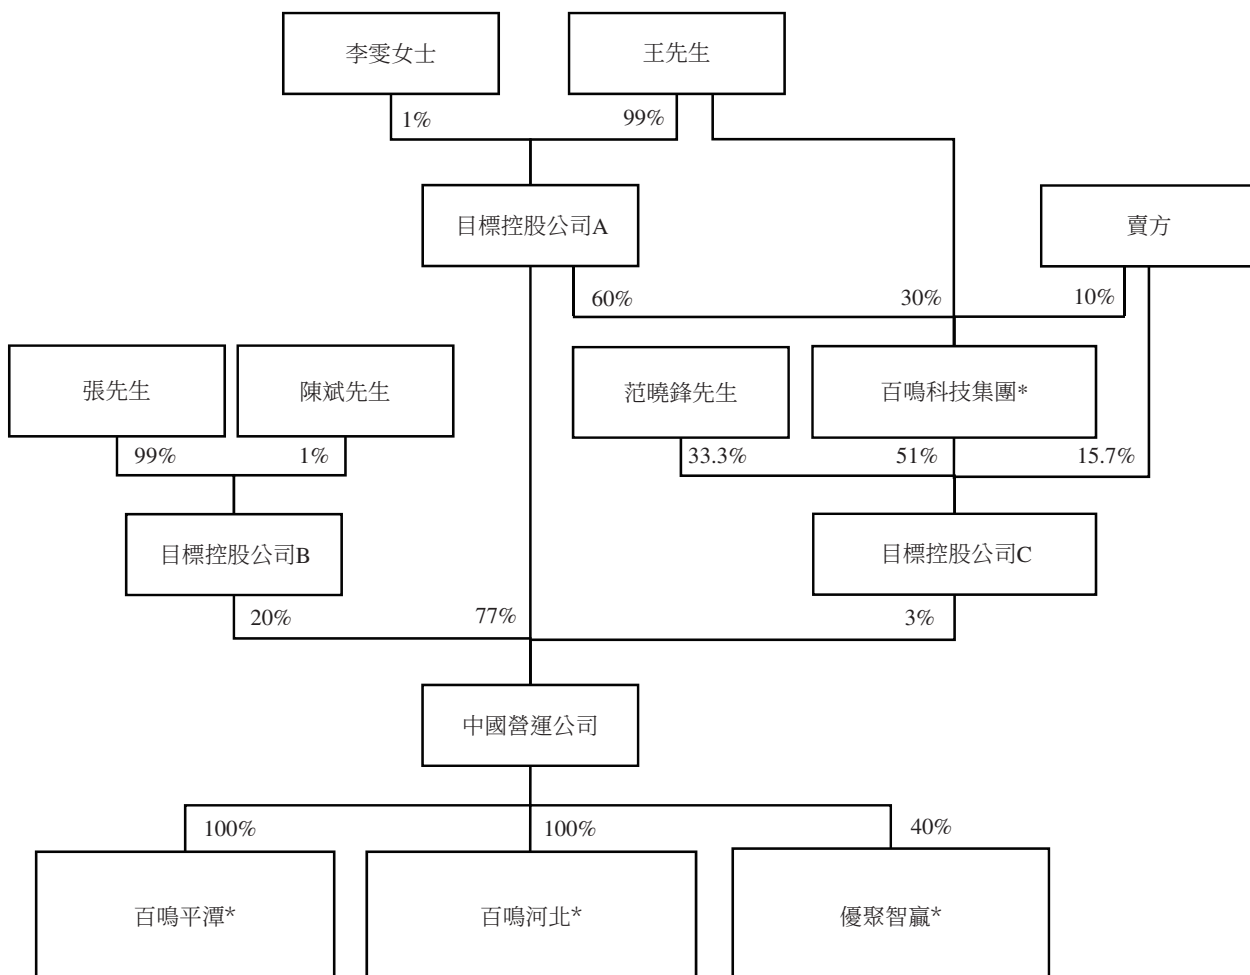 李雯女士
王先生
1%
99%
目標控股公司A
賣方
60%
30%
10%
張先生
陳斌先生
范曉鋒先生
百鳴科技集團*
99%
1%
33.3%
51%
15.7%
目標控股公司B
目標控股公司C
20%
77%
3%
中國營運公司
100%
100%
40%
百鳴平潭*
百鳴河北*
優聚智贏*